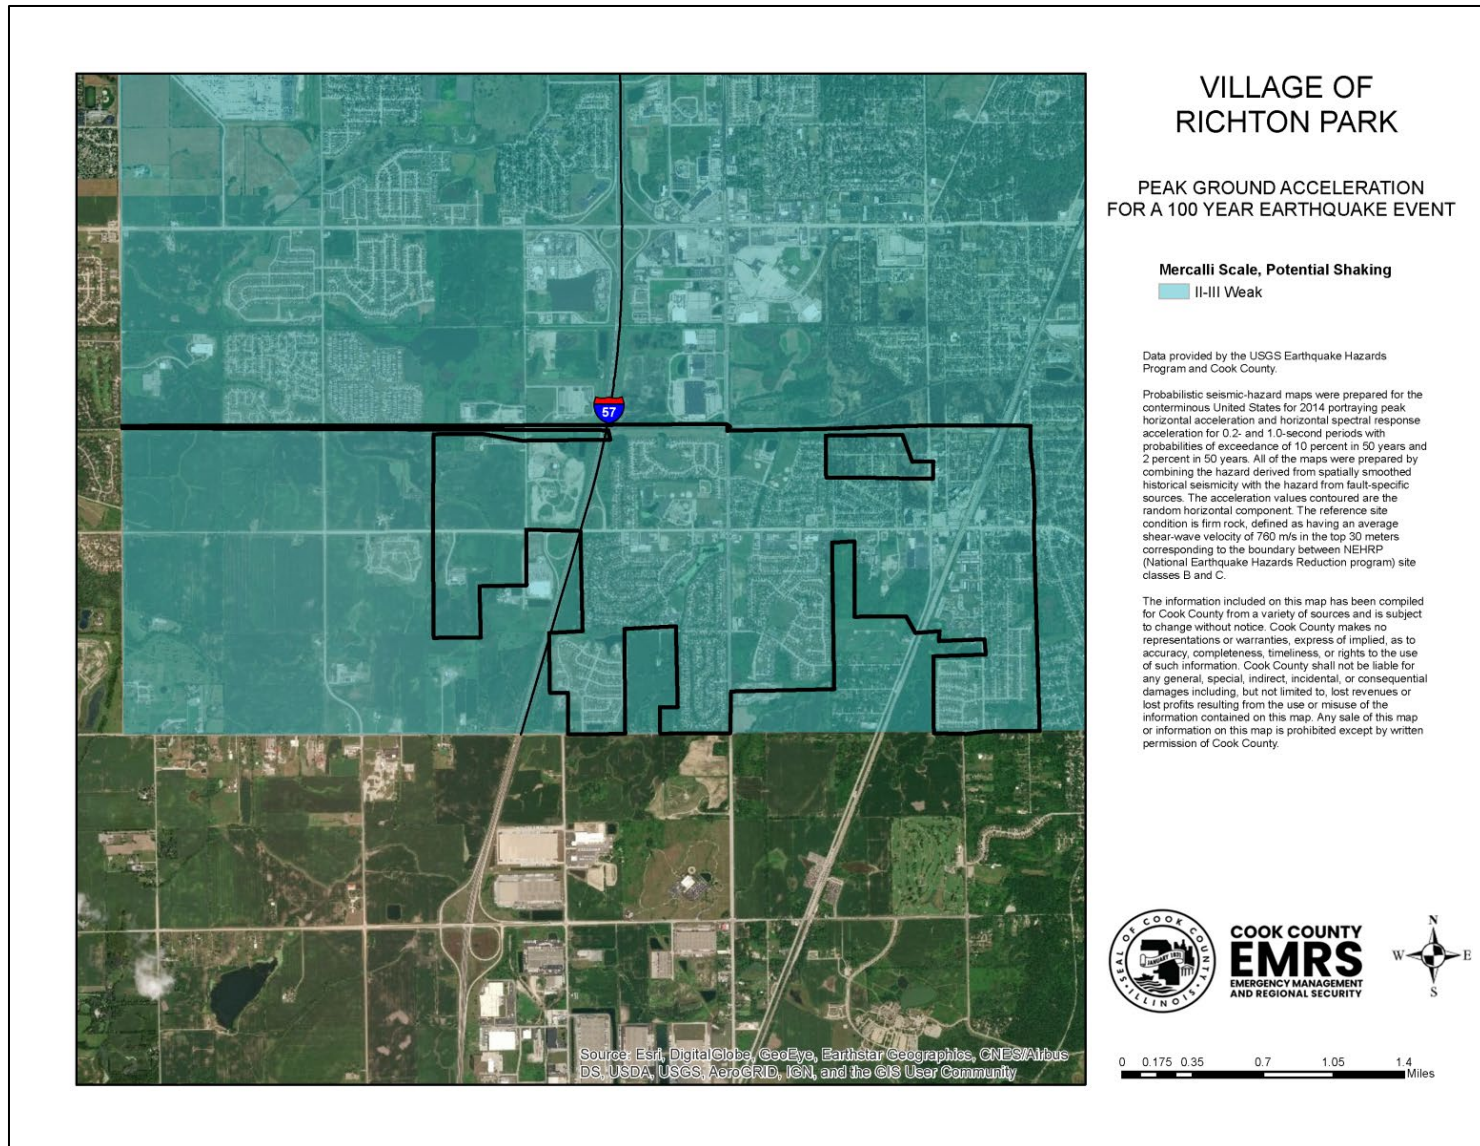 VILLAGE OF
RICHTON PARK
PEAK GROUND ACCELERATION
FOR A 100 YEAR EARTHQUAKE EVENT
Mercalli Scale, Potential Shaking
II-III Weak
Data provided by the USGS Earthquake Hazards
Program and Cook County.
Probabilistic seismic-hazard maps were prepared for the
conterminous United States for 2014 portraying peak
horizontal acceleration and horizontal spectral response
acceleration for 0.2- and 1.0-second periods with
probabilities of exceedance of 10 percent in 50 years and
2 percent in 50 years. All of the maps were prepared by
combining the hazard derived from spatially smoothed
historical seismicity with the hazard from fault-specific
sources. The acceleration values contoured are the
random horizontal component. The reference site
condition is firm rock, defined as having an average
shear-wave velocity of 760 m/s in the top 30 meters
corresponding to the boundary between NEHRP
(National Earthquake Hazards Reduction program) site
classes B and C.
The information included on this map has been compiled
for Cook County from a variety of sources and is subject
to change without notice. Cook County makes no
representations or warranties, express of implied, as to
accuracy, completeness, timeliness, or rights to the use
of such information. Cook County shall not be liable for
any general, special, indirect, incidental, or consequential
damages including, but not limited to, lost revenues or
lost profits resulting from the use or misuse of the
information contained on this map. Any sale of this map
or information on this map is prohibited except by written
permission of Cook County.
57
SEAL OF COOK COUNTY
JANUARY 1831
ILLINOIS
COOK COUNTY
EMRS
EMERGENCY MANAGEMENT
AND REGIONAL SECURITY
N
W E
S
0 0.175 0.35 0.7 1.05 1.4
Miles
Source: Esri, DigitalGlobe, GeoEye, Earthstar Geographics, CNES/Airbus
DS, USDA, USGS, AeroGRID, IGN, and the GIS User Community